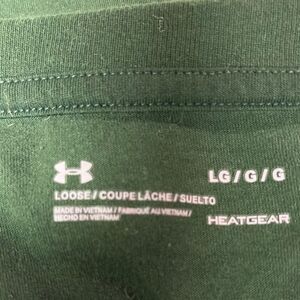 LG/G/G
LOOSE/COUPE LÂCHE/SUELTO
MADE IN VIETNAM/FABRIQUÉ AU VIETNAM/
HECHO EN VIETNAM
HEATGEAR